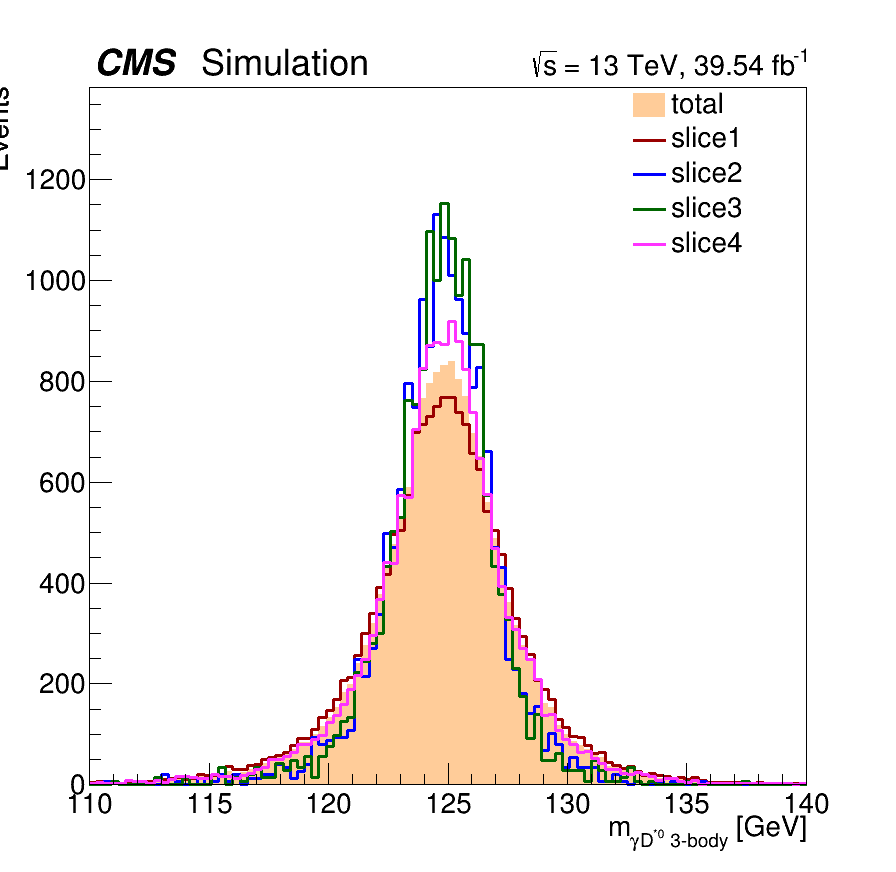 CMS Simulation
√s = 13 TeV, 39.54 fb⁻¹
Events
total
slice1
slice2
slice3
slice4
1200
1000
800
600
400
200
0
110 115 120 125 130 135 140
m_γD*⁰ 3-body [GeV]